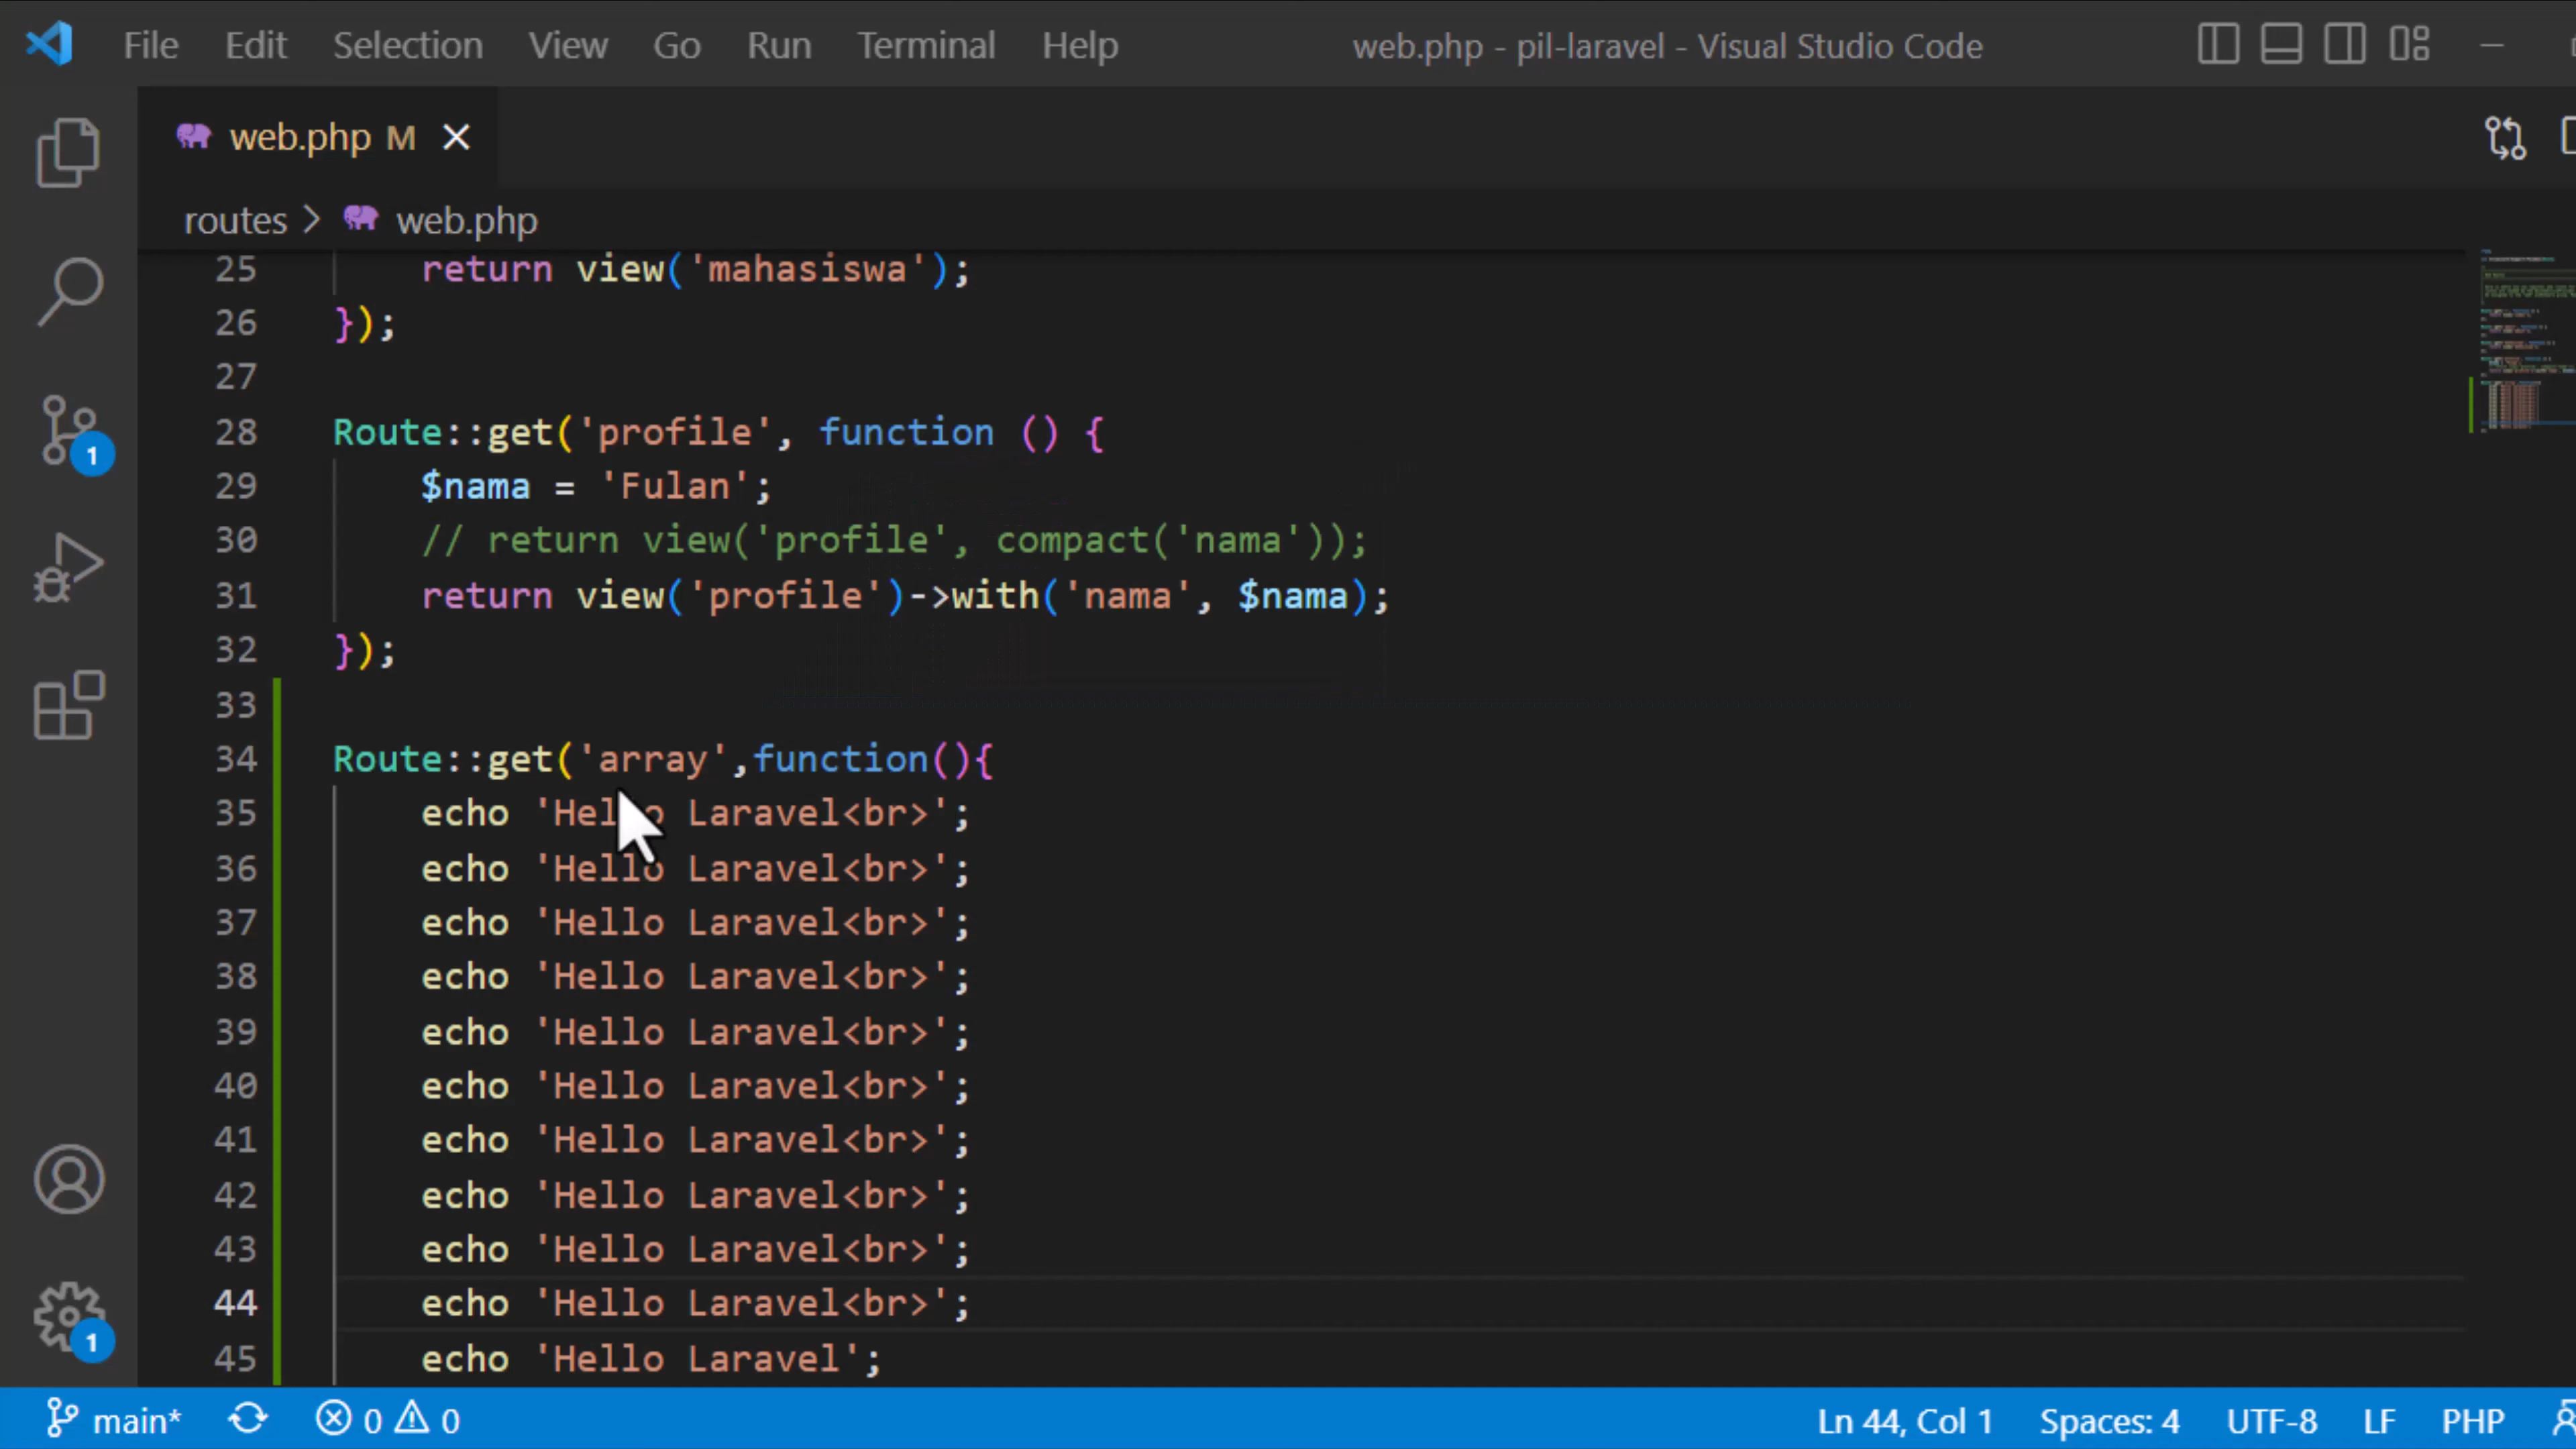 File Edit Selection View Go Run Terminal Help web.php - pil-laravel - Visual Studio Code
web.php M
routes > web.php
25 return view('mahasiswa');
26 });
27
28 Route::get('profile', function () {
29 $nama = 'Fulan';
30 // return view('profile', compact('nama'));
31 return view('profile')->with('nama', $nama);
32 });
33
34 Route::get('array',function(){
35 echo 'Hello Laravel<br>';
36 echo 'Hello Laravel<br>';
37 echo 'Hello Laravel<br>';
38 echo 'Hello Laravel<br>';
39 echo 'Hello Laravel<br>';
40 echo 'Hello Laravel<br>';
41 echo 'Hello Laravel<br>';
42 echo 'Hello Laravel<br>';
43 echo 'Hello Laravel<br>';
44 echo 'Hello Laravel<br>';
45 echo 'Hello Laravel';
1
1
main* 0 0 Ln 44, Col 1 Spaces: 4 UTF-8 LF PHP